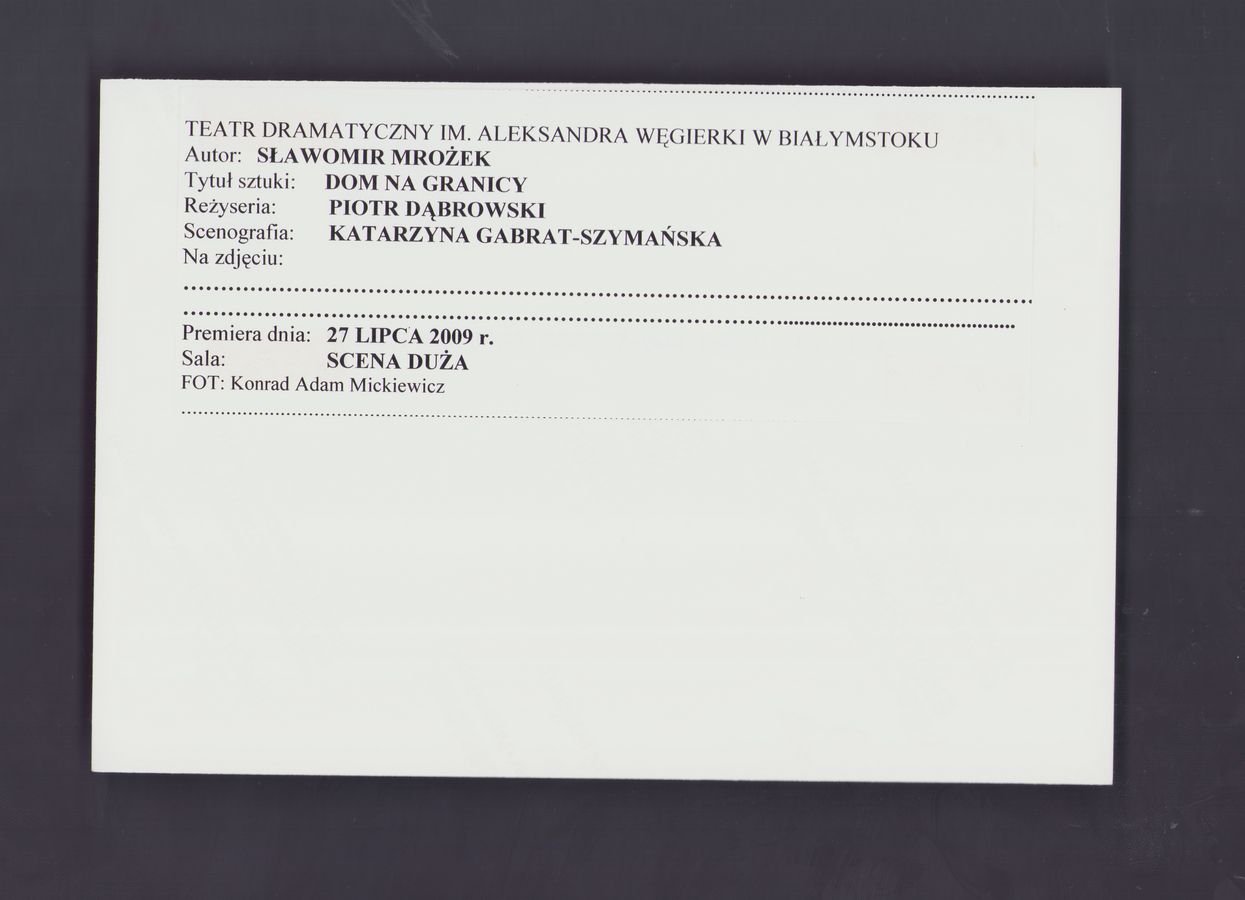 TEATR DRAMATYCZNY IM. ALEKSANDRA WĘGIERKI W BIAŁYMSTOKU
Autor: SŁAWOMIR MROŻEK
Tytuł sztuki: DOM NA GRANICY
Reżyseria: PIOTR DĄBROWSKI
Scenografia: KATARZYNA GABRAT-SZYMAŃSKA
Na zdjęciu:
Premiera dnia: 27 LIPCA 2009 r.
Sala: SCENA DUŻA
FOT: Konrad Adam Mickiewicz